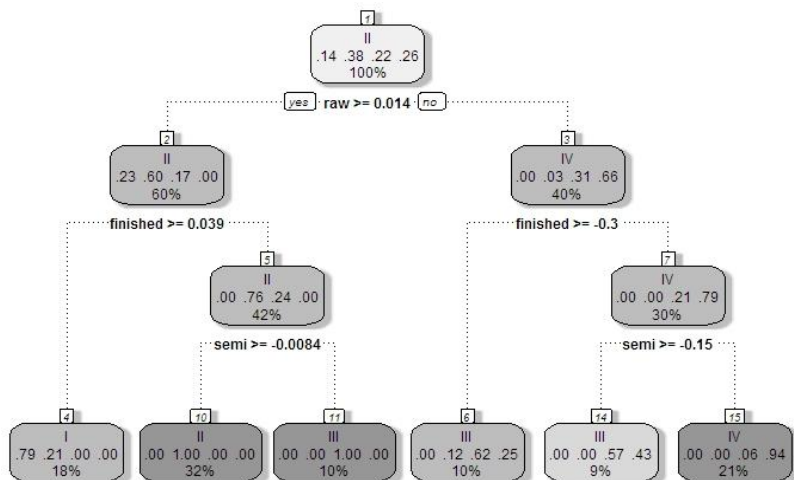 1
II
.14 .38 .22 .26
100%
yes raw >= 0.014 no
2
II
.23 .60 .17 .00
60%
3
IV
.00 .03 .31 .66
40%
finished >= 0.039
finished >= -0.3
5
II
.00 .76 .24 .00
42%
7
IV
.00 .00 .21 .79
30%
semi >= -0.0084
semi >= -0.15
4
I
.79 .21 .00 .00
18%
10
II
.00 1.00 .00 .00
32%
11
III
.00 .00 1.00 .00
10%
6
III
.00 .12 .62 .25
10%
14
III
.00 .00 .57 .43
9%
15
IV
.00 .00 .06 .94
21%